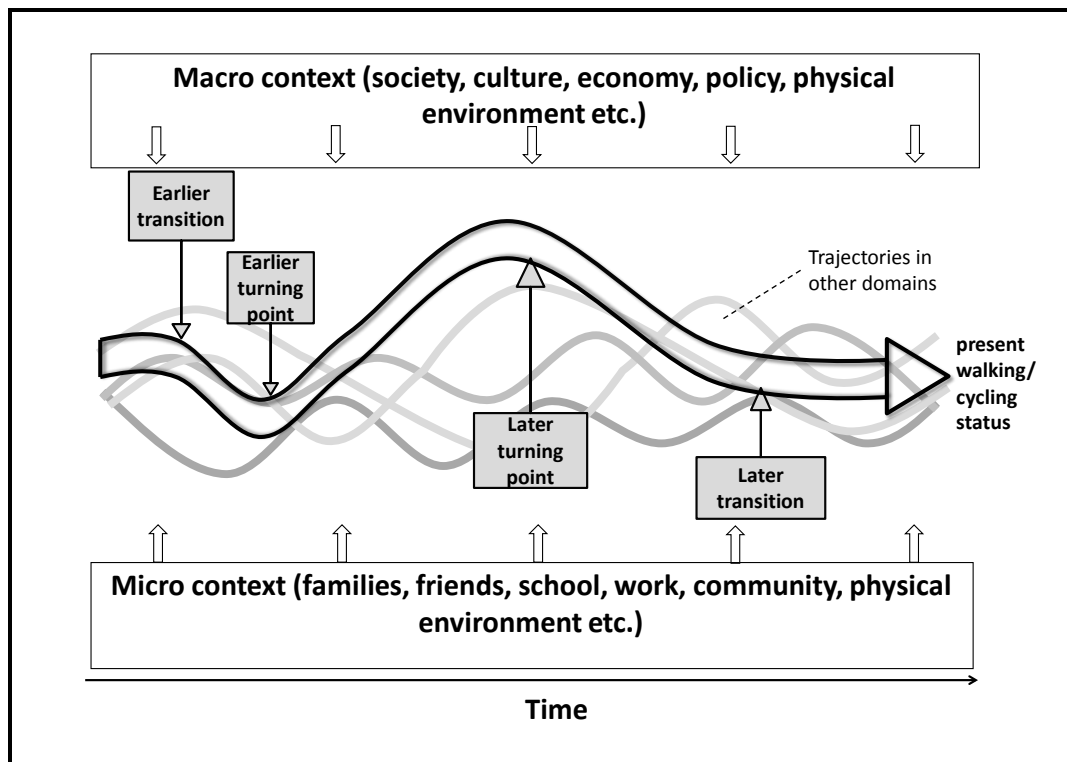 Macro context (society, culture, economy, policy, physical
environment etc.)
Earlier
transition
Earlier
turning
point
Trajectories in
other domains
present
walking/
cycling
status
Later
turning
point
Later
transition
Micro context (families, friends, school, work, community, physical
environment etc.)
Time